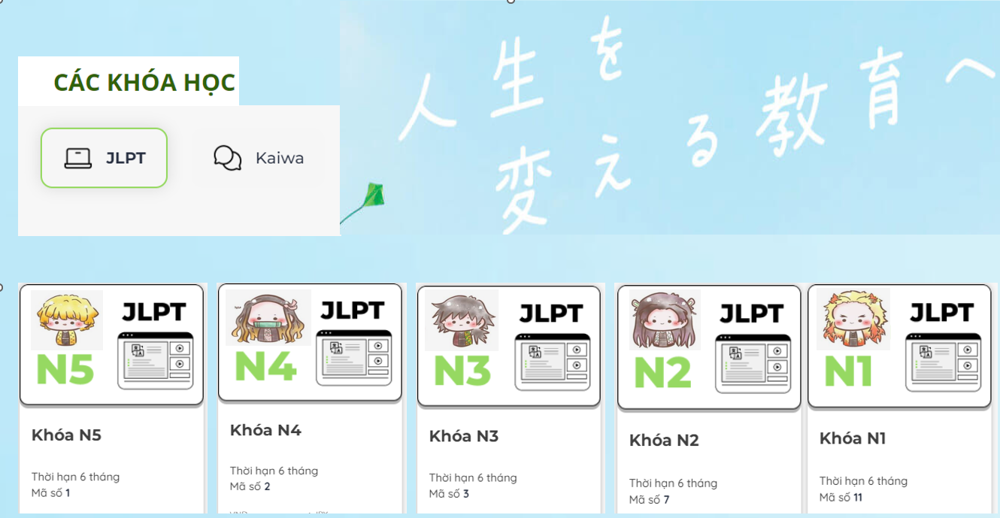 CÁC KHÓA HỌC
JLPT
Kaiwa
人生を
変える教育へ
JLPT
N5
JLPT
N4
JLPT
N3
JLPT
N2
JLPT
N1
Khóa N5
Thời hạn 6 tháng
Mã số 1
Khóa N4
Thời hạn 6 tháng
Mã số 2
Khóa N3
Thời hạn 6 tháng
Mã số 3
Khóa N2
Thời hạn 6 tháng
Mã số 7
Khóa N1
Thời hạn 6 tháng
Mã số 11